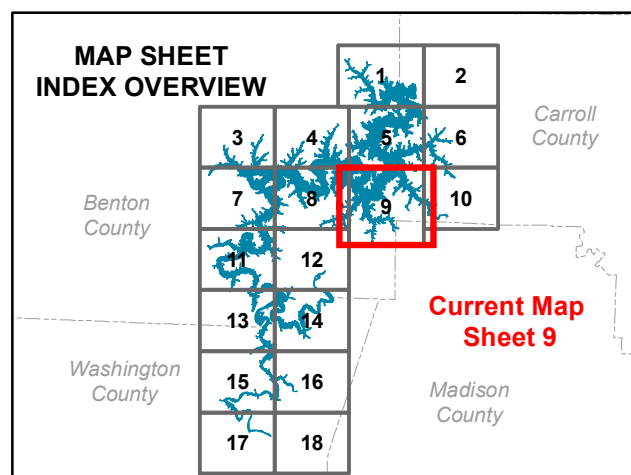 MAP SHEET
INDEX OVERVIEW
1
2
3
4
5
6
Carroll
County
Benton
County
7
8
9
10
11
12
Current Map
Sheet 9
13
14
Washington
County
15
16
Madison
County
17
18